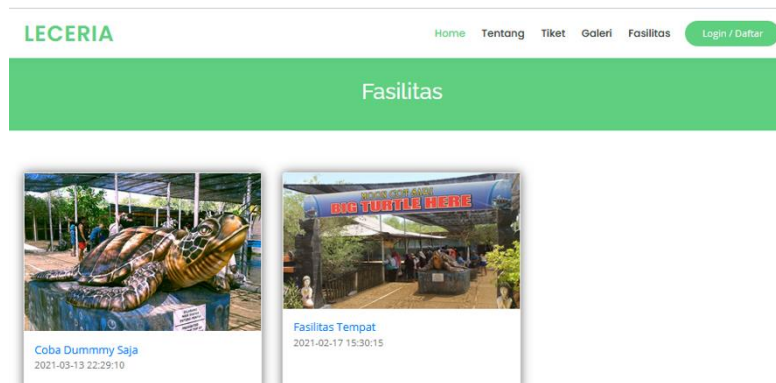 LECERIA
Home Tentang Tiket Galeri Fasilitas Login / Daftar
Fasilitas
BIG TURTLE HERE
Coba Dummmy Saja
2021-03-13 22:29:10
Fasilitas Tempat
2021-02-17 15:30:15